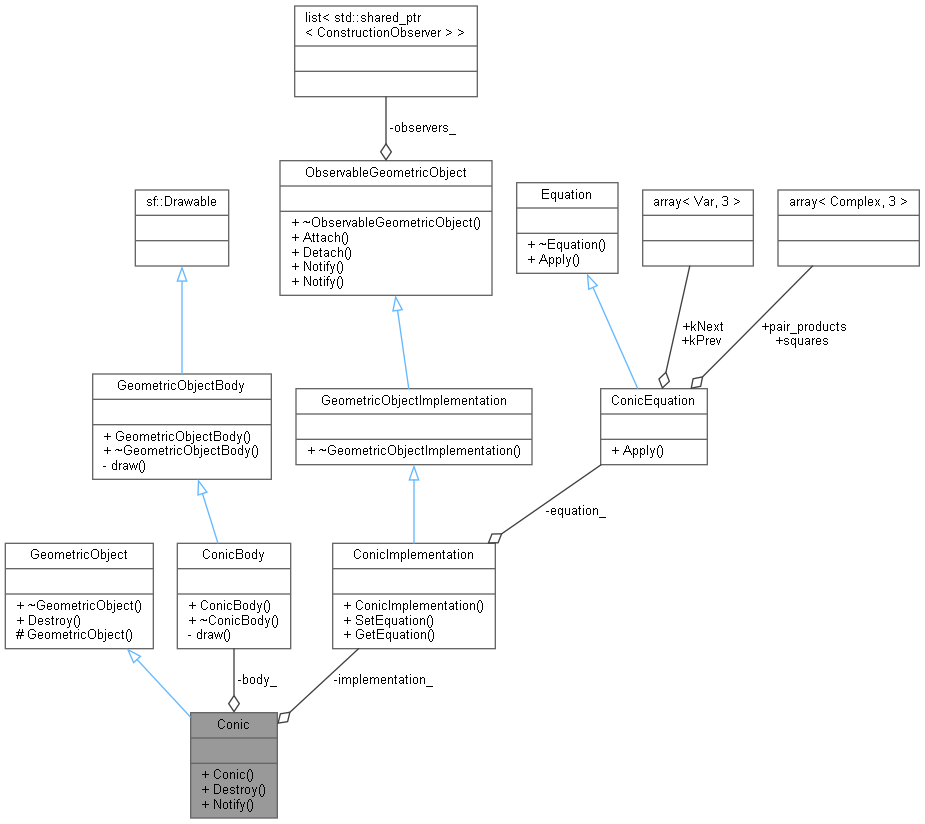 list< std::shared_ptr
< ConstructionObserver > >
-observers_
ObservableGeometricObject
+ ~ObservableGeometricObject()
+ Attach()
+ Detach()
+ Notify()
+ Notify()
sf::Drawable
Equation
+ ~Equation()
+ Apply()
array< Var, 3 >
array< Complex, 3 >
+kNext
+kPrev
+pair_products
+squares
GeometricObjectBody
+ GeometricObjectBody()
+ ~GeometricObjectBody()
- draw()
GeometricObjectImplementation
+ ~GeometricObjectImplementation()
ConicEquation
+ Apply()
-equation_
GeometricObject
+ ~GeometricObject()
+ Destroy()
# GeometricObject()
ConicBody
+ ConicBody()
+ ~ConicBody()
- draw()
ConicImplementation
+ ConicImplementation()
+ SetEquation()
+ GetEquation()
-body_
-implementation_
Conic
+ Conic()
+ Destroy()
+ Notify()